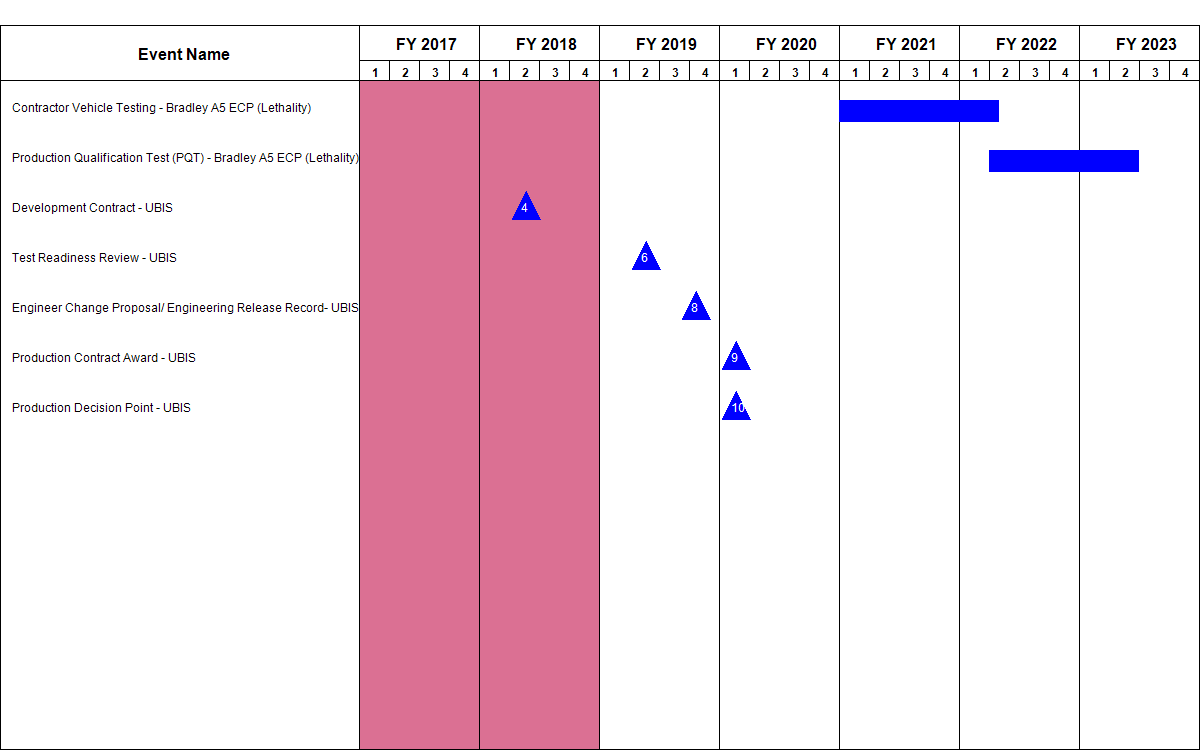 Event Name
FY 2017 FY 2018 FY 2019 FY 2020 FY 2021 FY 2022 FY 2023
1 2 3 4 1 2 3 4 1 2 3 4 1 2 3 4 1 2 3 4 1 2 3 4 1 2 3 4
Contractor Vehicle Testing - Bradley A5 ECP (Lethality)
Production Qualification Test (PQT) - Bradley A5 ECP (Lethality)
Development Contract - UBIS 4
Test Readiness Review - UBIS 6
Engineer Change Proposal/ Engineering Release Record- UBIS 8
Production Contract Award - UBIS 9
Production Decision Point - UBIS 10